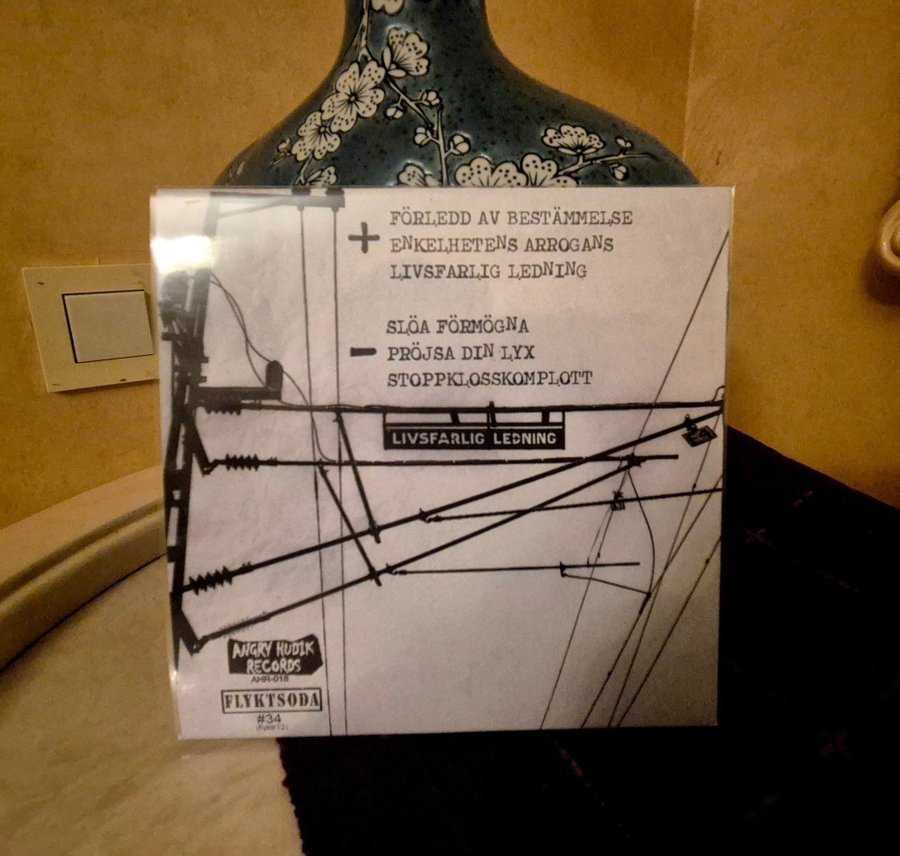 + FÖRLEDD AV BESTÄMMELSE
ENKELHETENS ARROGANS
LIVSFARLIG LEDNING
SLÖA FÖRMÖGNA
- PRÖJSA DIN LYX
STOPPKLOSSKOMPLOTT
LIVSFARLIG LEDNING
ANGRY HUDIK
RECORDS
AHR-018
FLYKTSODA
#34